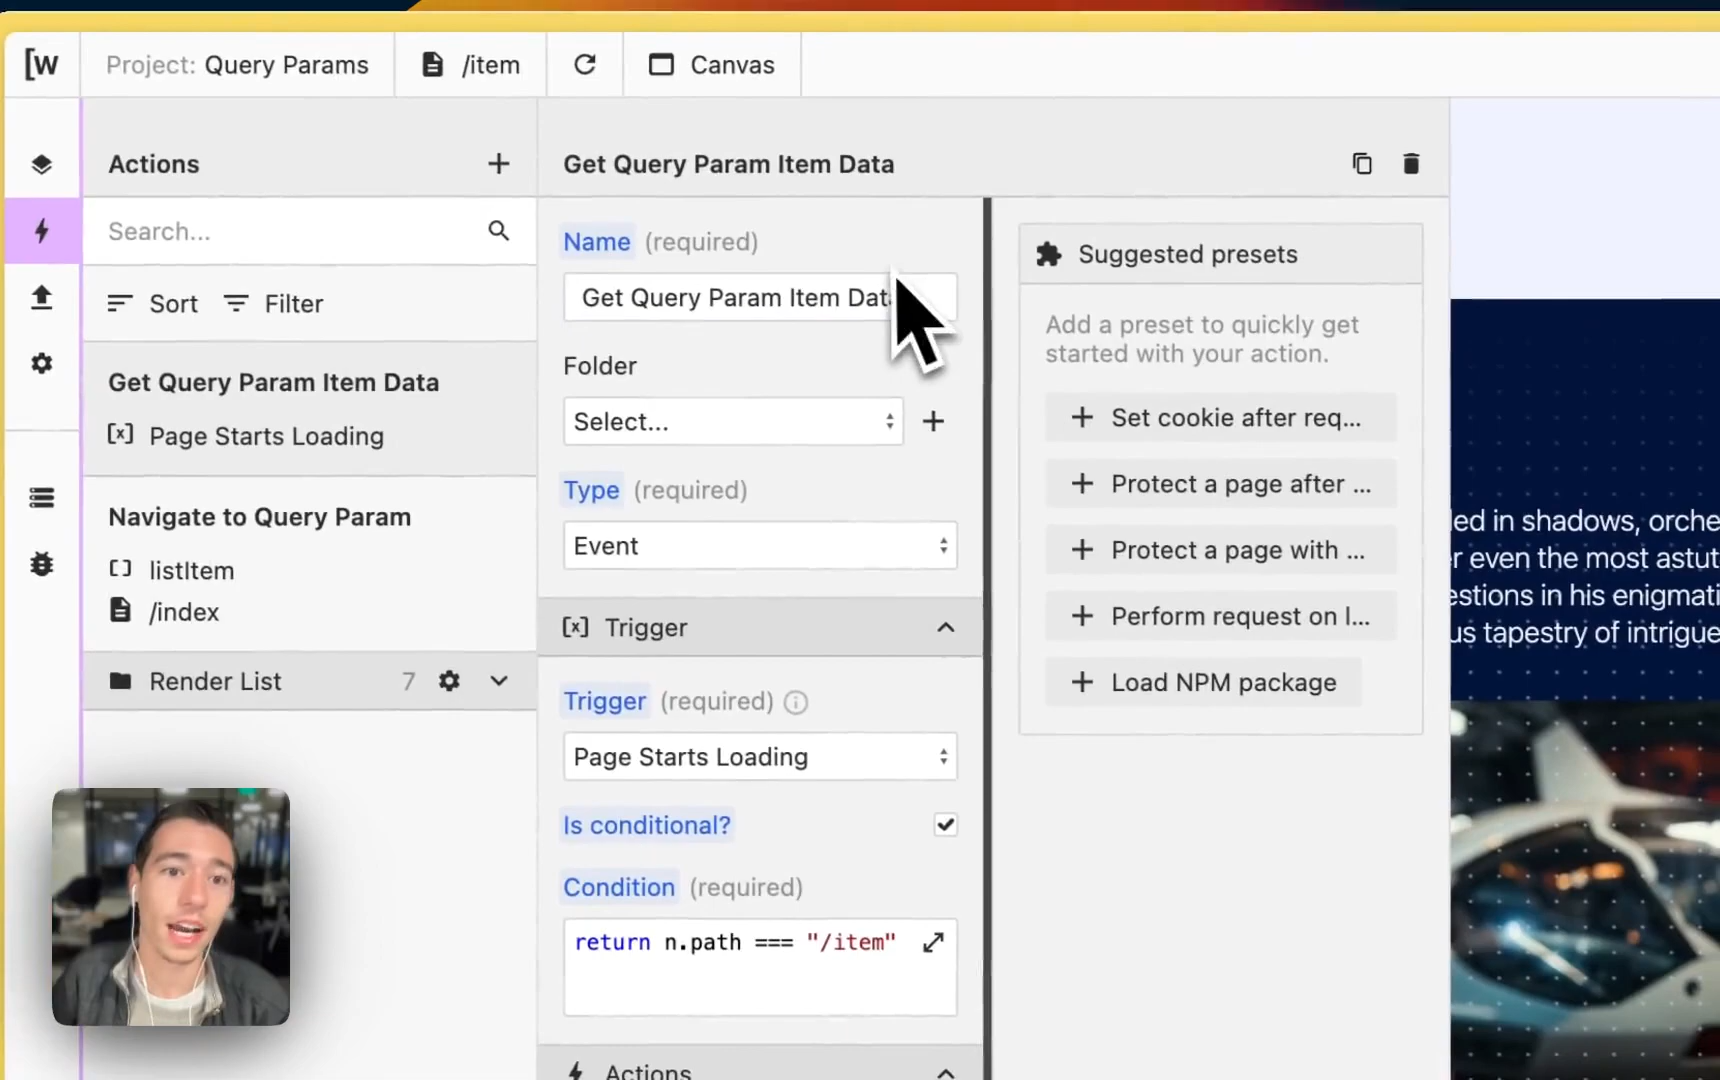 [W
Project: Query Params
/item
Canvas
Actions
Search...
Sort
Filter
Get Query Param Item Data
[x] Page Starts Loading
Navigate to Query Param
[] listItem
/index
Render List
7
Get Query Param Item Data
Name (required)
Get Query Param Item Data
Folder
Select...
Type (required)
Event
[x] Trigger
Trigger (required)
Page Starts Loading
Is conditional?
Condition (required)
return n.path === "/item"
Actions
Suggested presets
Add a preset to quickly get
started with your action.
+ Set cookie after req...
+ Protect a page after ...
+ Protect a page with ...
+ Perform request on l...
+ Load NPM package
led in shadows, orche
r even the most astut
estions in his enigmati
us tapestry of intrigue